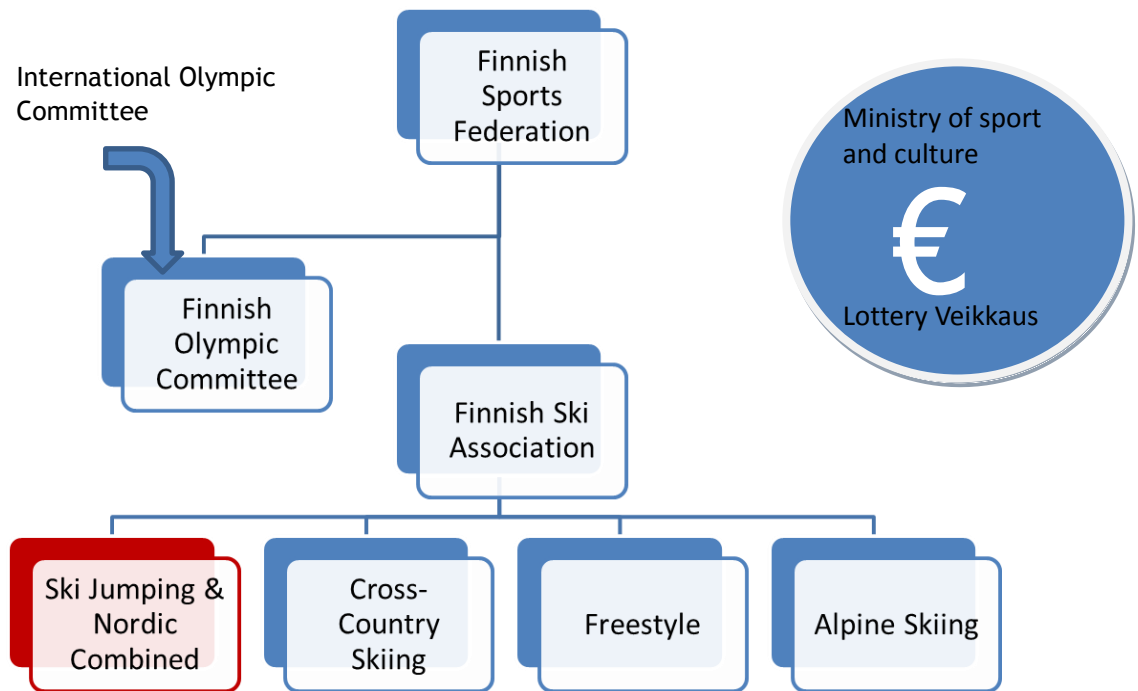 International Olympic
Committee
Finnish
Sports
Federation
Ministry of sport
and culture
€
Lottery Veikkaus
Finnish
Olympic
Committee
Finnish Ski
Association
Ski Jumping &
Nordic
Combined
Cross-
Country
Skiing
Freestyle
Alpine Skiing